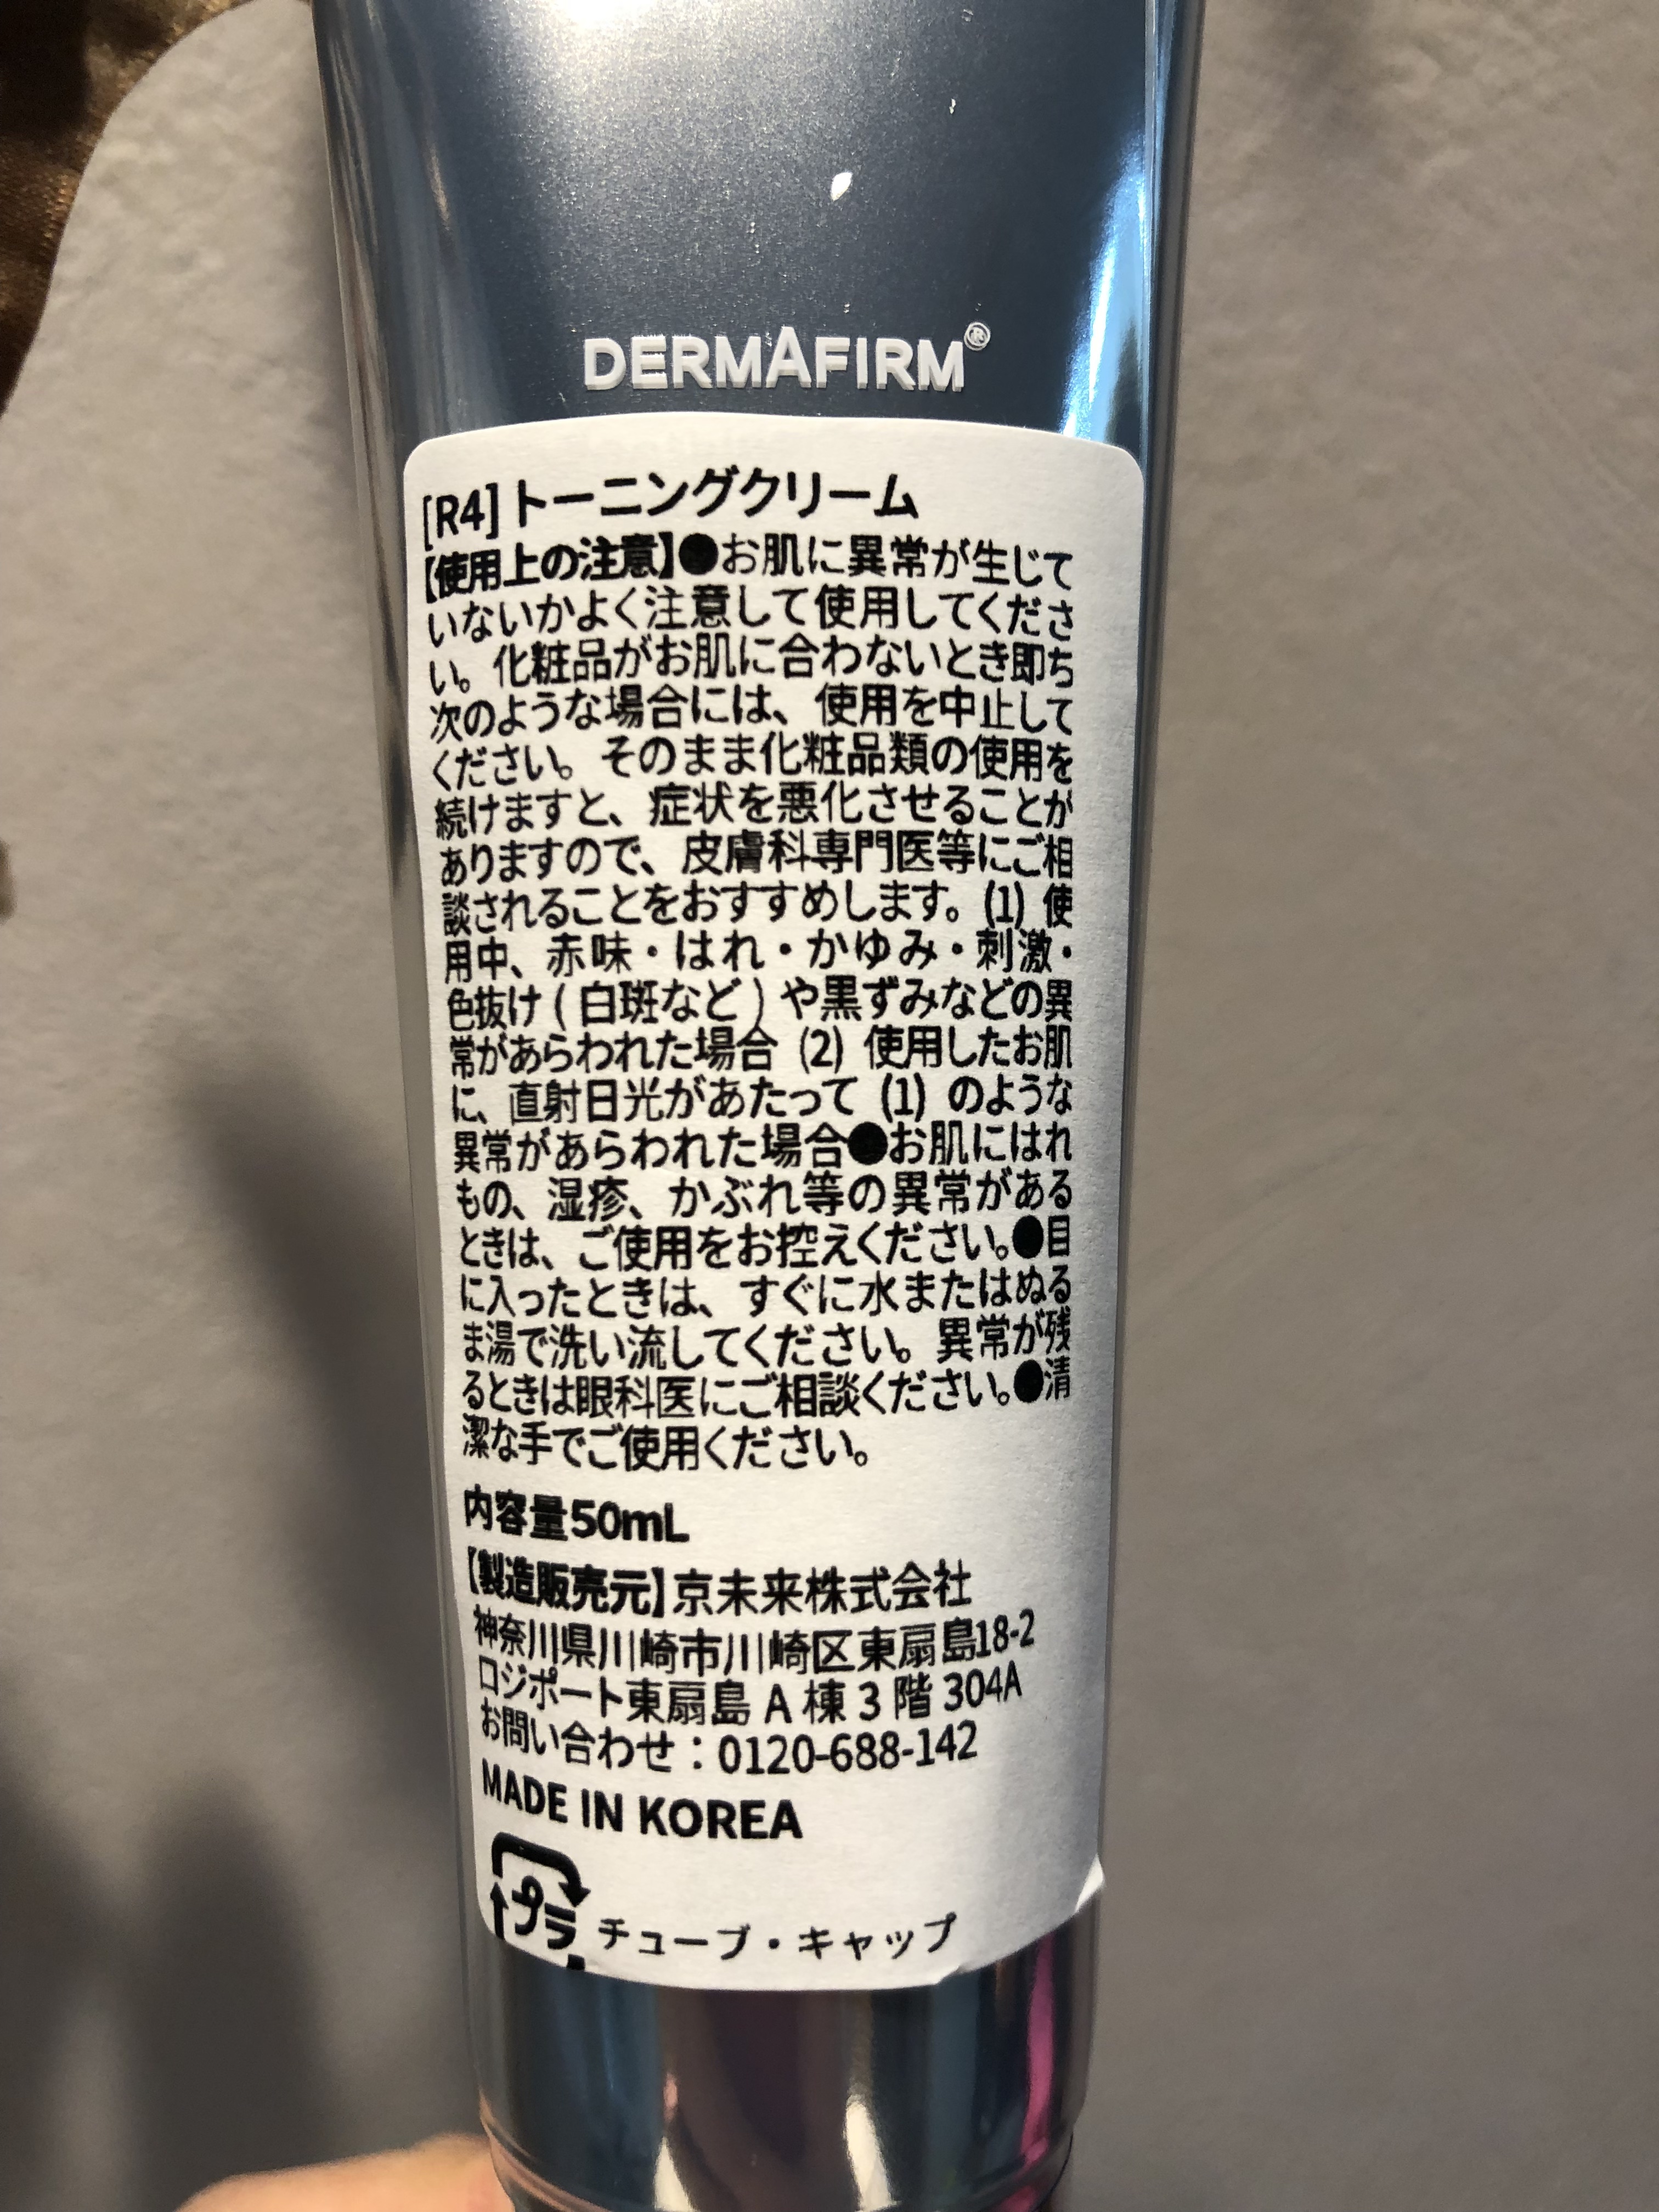 DERMAFIRM®
[R4]トーニングクリーム
【使用上の注意】●お肌に異常が生じて
いないかよく注意して使用してくださ
い。化粧品がお肌に合わないとき即ち
次のような場合には、使用を中止して
ください。そのまま化粧品類の使用を
続けますと、症状を悪化させることが
ありますので、皮膚科専門医等にご相
談されることをおすすめします。(1) 使
用中、赤味・はれ・かゆみ・刺激・
色抜け(白斑など)や黒ずみなどの異
常があらわれた場合 (2) 使用したお肌
に、直射日光があたって (1) のような
異常があらわれた場合●お肌にはれ
もの、湿疹、かぶれ等の異常がある
ときは、ご使用をお控えください。●目
に入ったときは、すぐに水またはぬる
ま湯で洗い流してください。異常が残
るときは眼科医にご相談ください。●清
潔な手でご使用ください。
内容量50mL
【製造販売元】京未来株式会社
神奈川県川崎市川崎区東扇島18-2
ロジポート東扇島 A 棟 3 階 304A
お問い合わせ：0120-688-142
MADE IN KOREA
プラ チューブ・キャップ